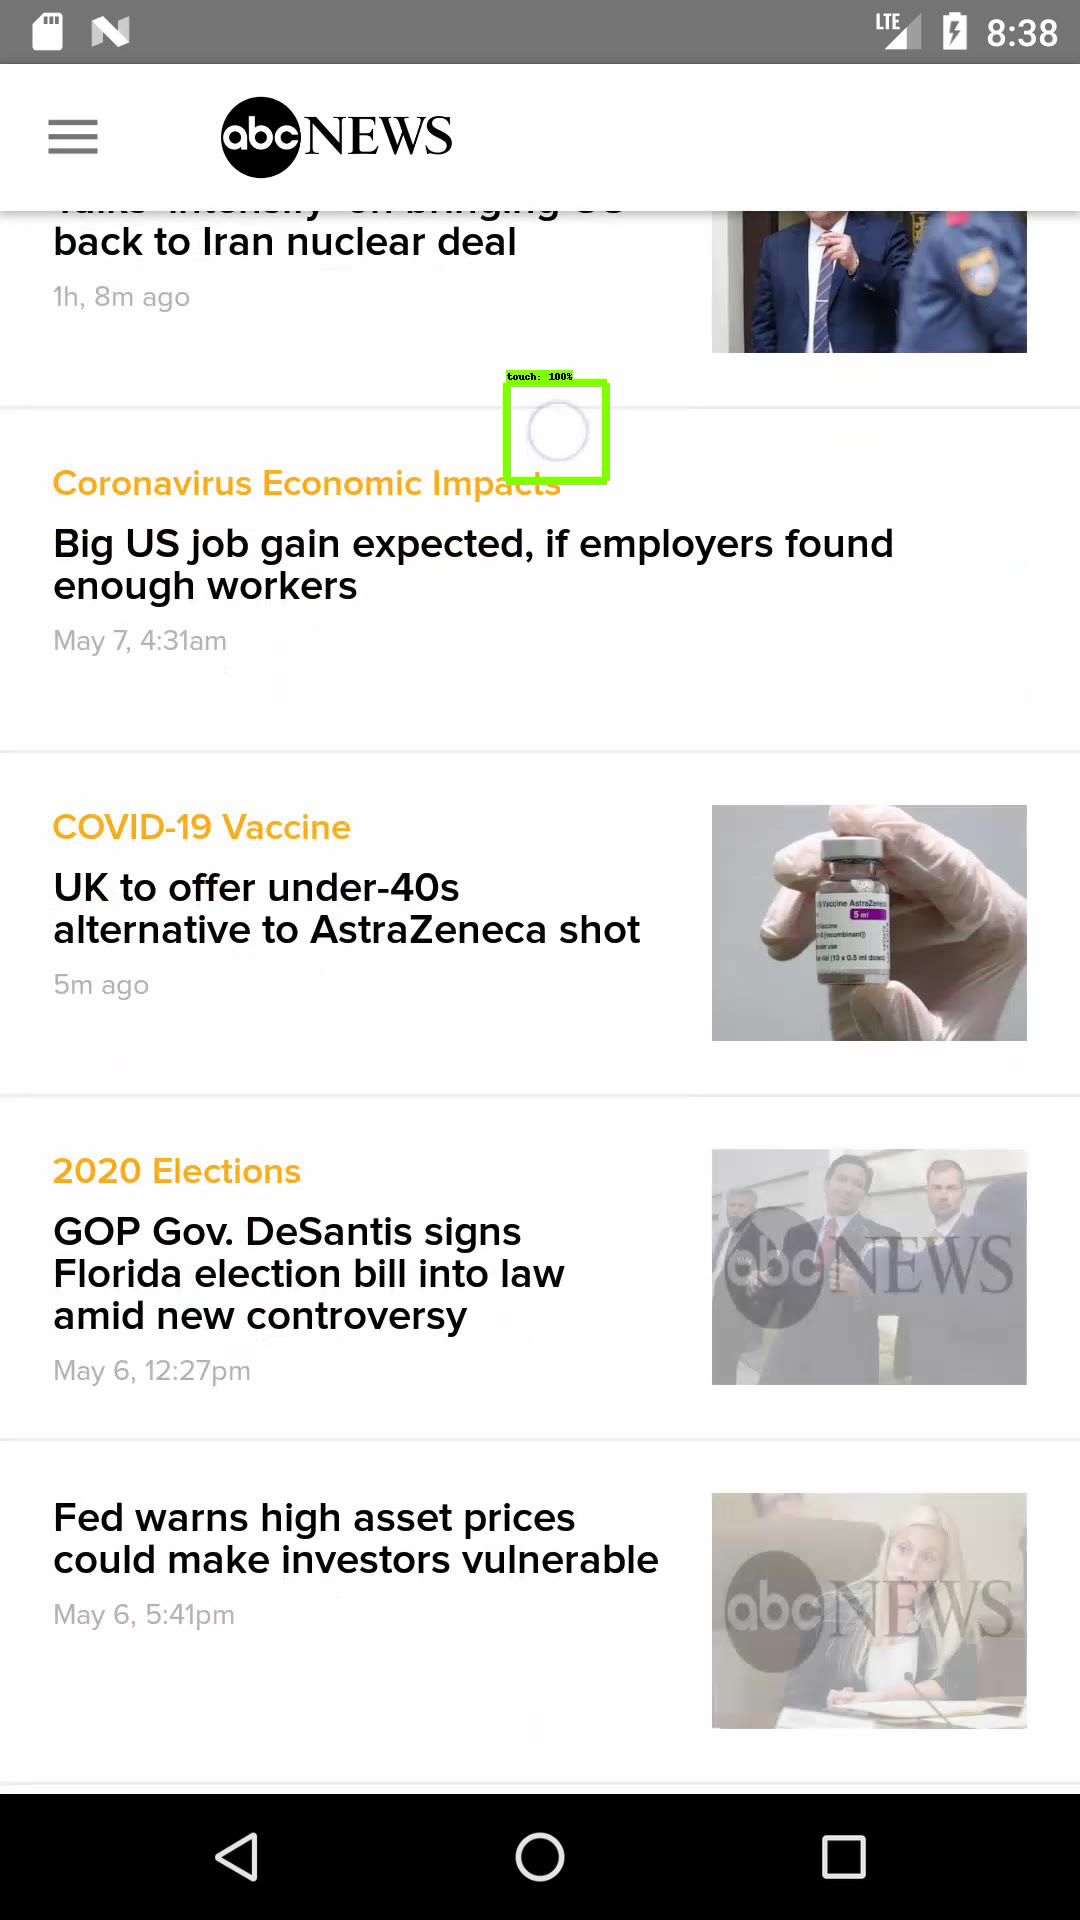 LTE
8:38
abc NEWS
back to Iran nuclear deal
1h, 8m ago
touch: 100%
Coronavirus Economic Impacts
Big US job gain expected, if employers found
enough workers
May 7, 4:31am
COVID-19 Vaccine
UK to offer under-40s
alternative to AstraZeneca shot
5m ago
Vaccine AstraZeneca
5 ml
2020 Elections
GOP Gov. DeSantis signs
Florida election bill into law
amid new controversy
May 6, 12:27pm
abc NEWS
Fed warns high asset prices
could make investors vulnerable
May 6, 5:41pm
abc NEWS